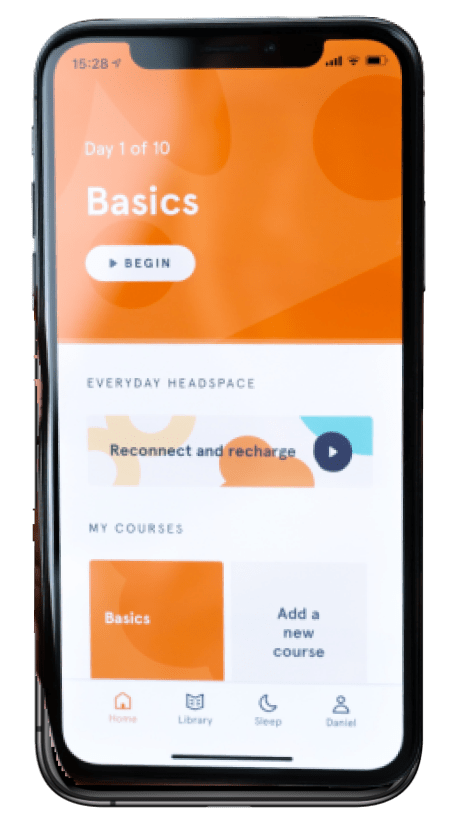 15:28
Day 1 of 10
Basics
BEGIN
EVERYDAY HEADSPACE
Reconnect and recharge
MY COURSES
Basics
Add a
new
course
Home
Library
Sleep
Daniel